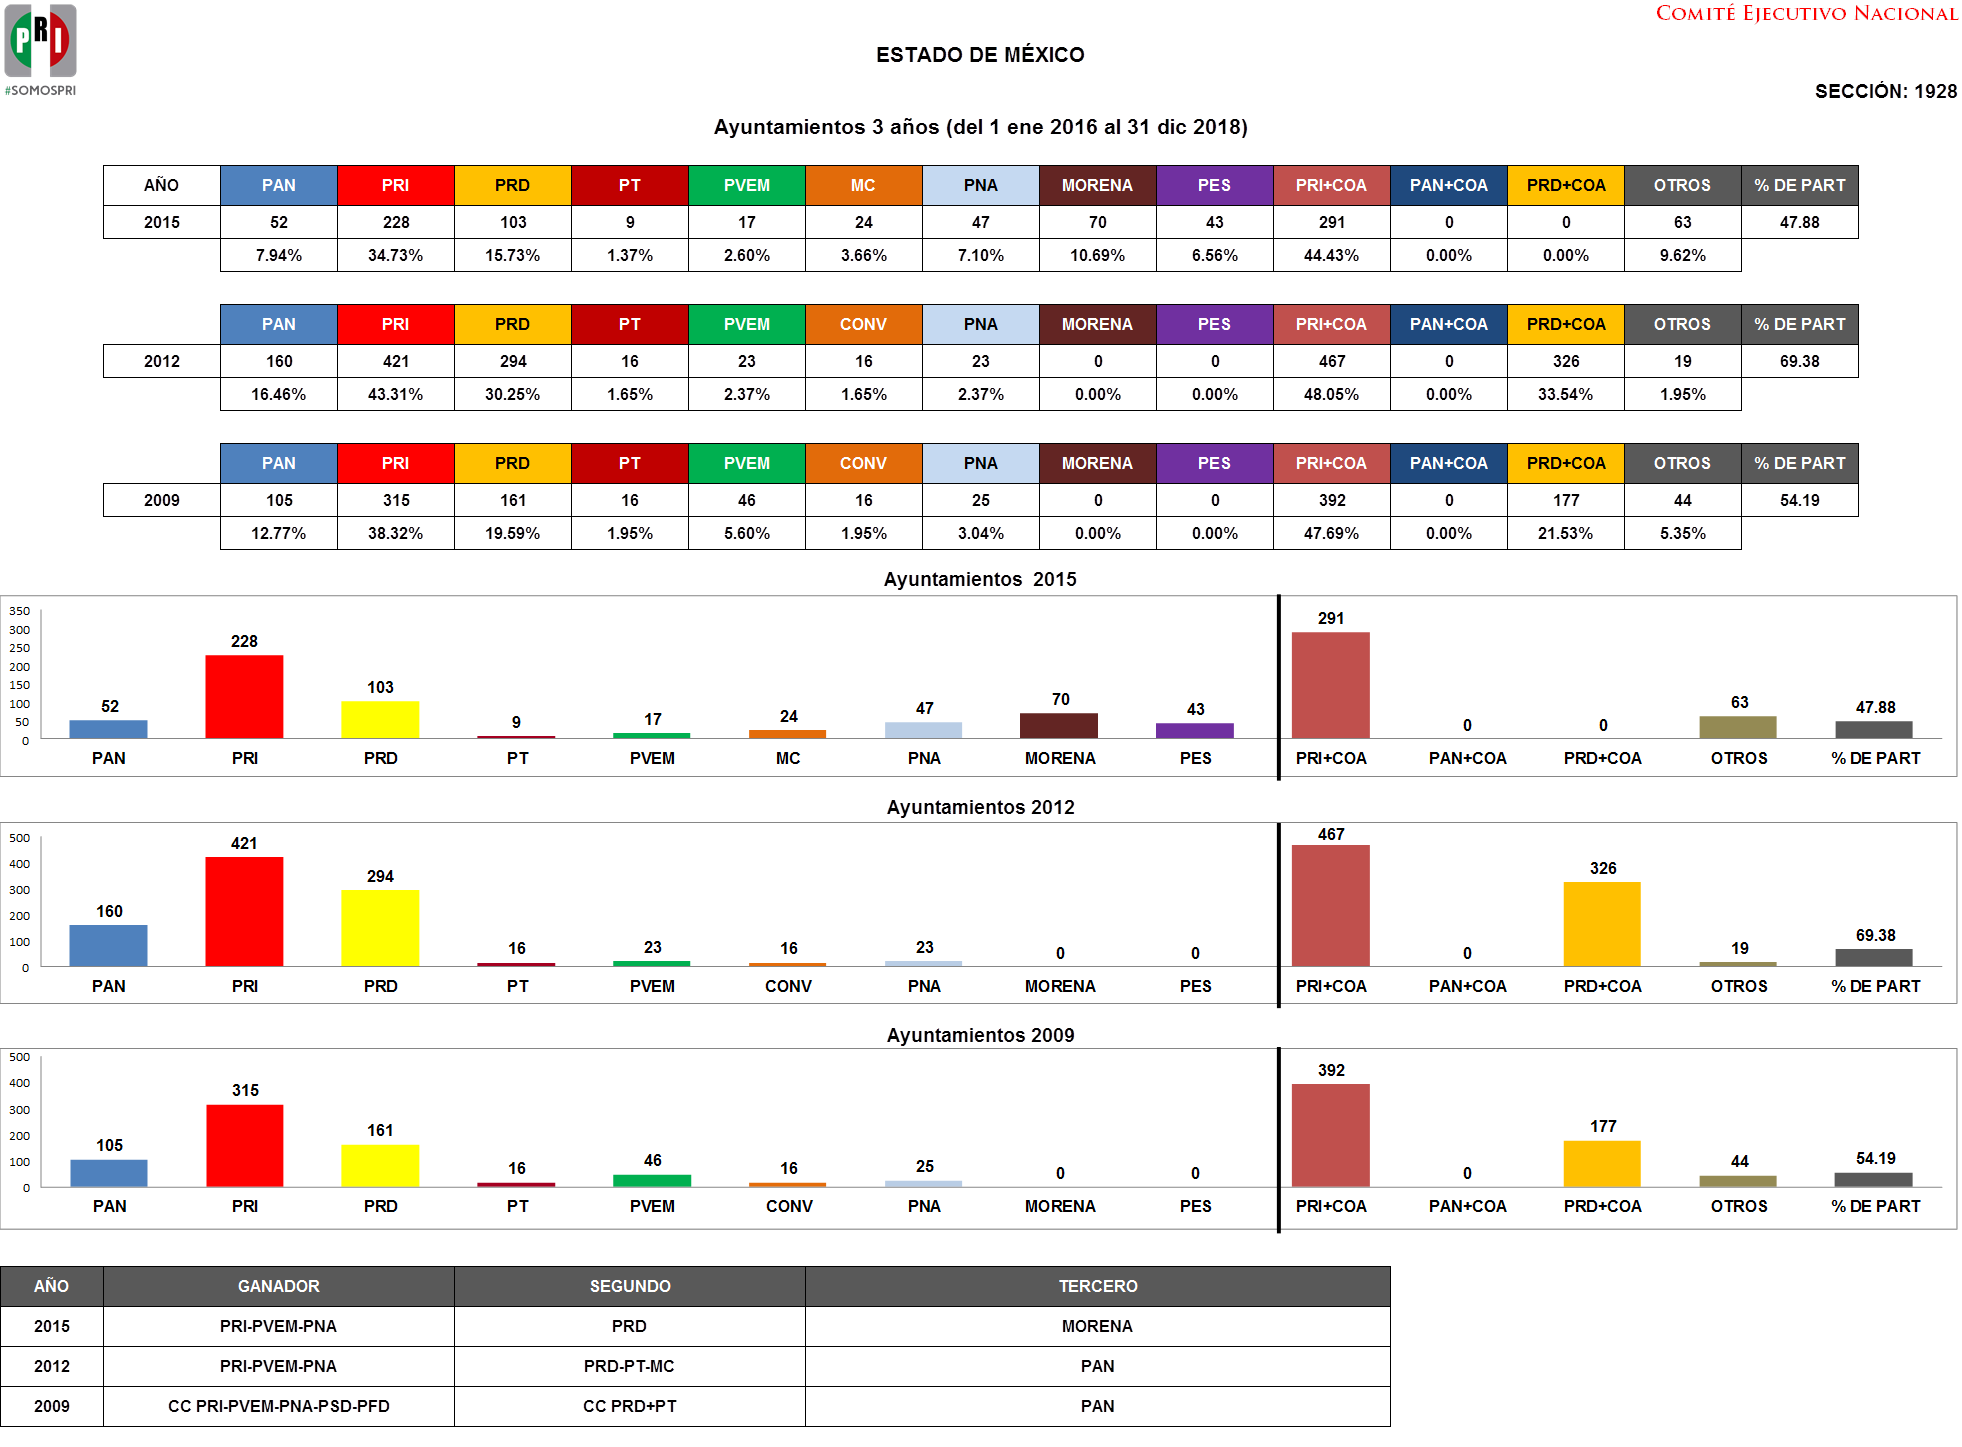 PRI
#SOMOSPRI
COMITÉ EJECUTIVO NACIONAL
ESTADO DE MÉXICO
SECCIÓN: 1928
Ayuntamientos 3 años (del 1 ene 2016 al 31 dic 2018)
AÑO PAN PRI PRD PT PVEM MC PNA MORENA PES PRI+COA PAN+COA PRD+COA OTROS % DE PART
2015 52 228 103 9 17 24 47 70 43 291 0 0 63 47.88
7.94% 34.73% 15.73% 1.37% 2.60% 3.66% 7.10% 10.69% 6.56% 44.43% 0.00% 0.00% 9.62%
PAN PRI PRD PT PVEM CONV PNA MORENA PES PRI+COA PAN+COA PRD+COA OTROS % DE PART
2012 160 421 294 16 23 16 23 0 0 467 0 326 19 69.38
16.46% 43.31% 30.25% 1.65% 2.37% 1.65% 2.37% 0.00% 0.00% 48.05% 0.00% 33.54% 1.95%
PAN PRI PRD PT PVEM CONV PNA MORENA PES PRI+COA PAN+COA PRD+COA OTROS % DE PART
2009 105 315 161 16 46 16 25 0 0 392 0 177 44 54.19
12.77% 38.32% 19.59% 1.95% 5.60% 1.95% 3.04% 0.00% 0.00% 47.69% 0.00% 21.53% 5.35%
Ayuntamientos 2015
350
300
250
200
150
100
50
0
52 228 103 9 17 24 47 70 43 291 0 0 63 47.88
PAN PRI PRD PT PVEM MC PNA MORENA PES PRI+COA PAN+COA PRD+COA OTROS % DE PART
Ayuntamientos 2012
500
400
300
200
100
0
160 421 294 16 23 16 23 0 0 467 0 326 19 69.38
PAN PRI PRD PT PVEM CONV PNA MORENA PES PRI+COA PAN+COA PRD+COA OTROS % DE PART
Ayuntamientos 2009
500
400
300
200
100
0
105 315 161 16 46 16 25 0 0 392 0 177 44 54.19
PAN PRI PRD PT PVEM CONV PNA MORENA PES PRI+COA PAN+COA PRD+COA OTROS % DE PART
AÑO GANADOR SEGUNDO TERCERO
2015 PRI-PVEM-PNA PRD MORENA
2012 PRI-PVEM-PNA PRD-PT-MC PAN
2009 CC PRI-PVEM-PNA-PSD-PFD CC PRD+PT PAN